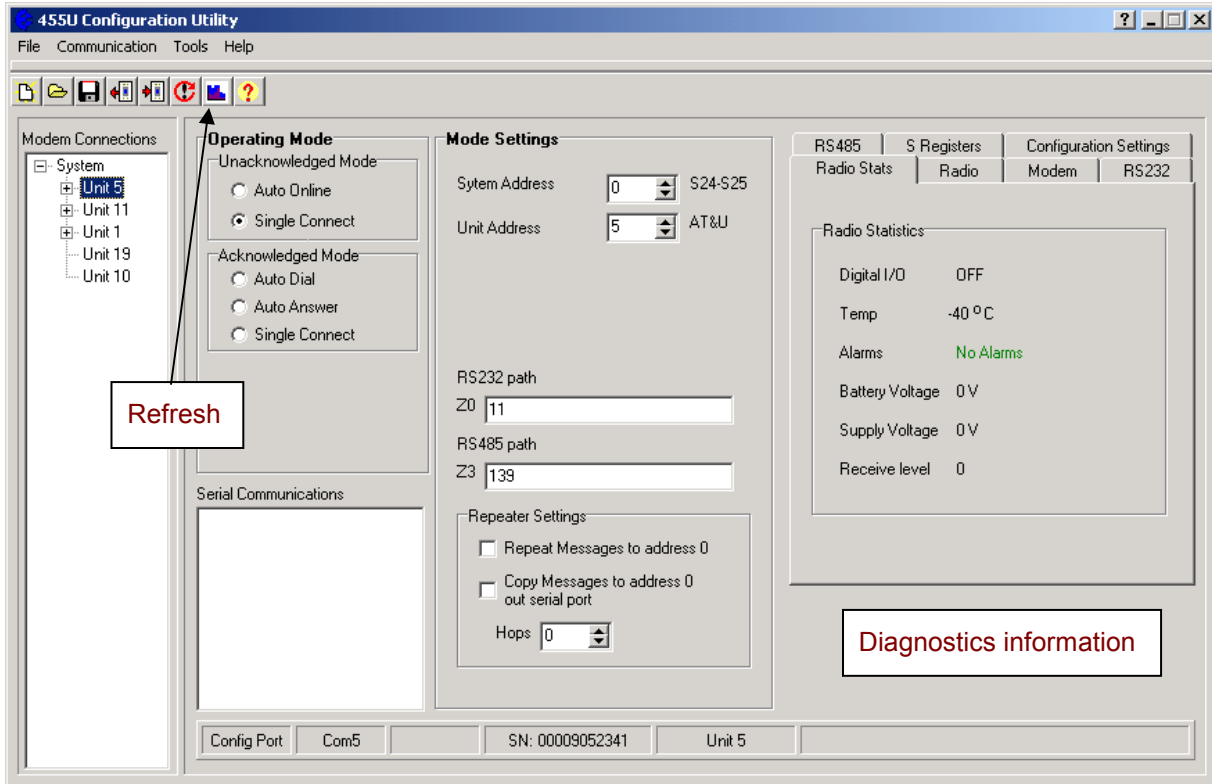 455U Configuration Utility
File Communication Tools Help
Modem Connections
System
Unit 5
Unit 11
Unit 1
Unit 19
Unit 10
Operating Mode
Unacknowledged Mode
Auto Online
Single Connect
Acknowledged Mode
Auto Dial
Auto Answer
Single Connect
Refresh
Serial Communications
Mode Settings
Sytem Address 0 S24-S25
Unit Address 5 AT&U
RS232 path
Z0 11
RS485 path
Z3 139
Repeater Settings
Repeat Messages to address 0
Copy Messages to address 0
out serial port
Hops 0
RS485 S Registers Configuration Settings
Radio Stats Radio Modem RS232
Radio Statistics
Digital I/O OFF
Temp -40 °C
Alarms No Alarms
Battery Voltage 0 V
Supply Voltage 0 V
Receive level 0
Diagnostics information
Config Port Com5 SN: 00009052341 Unit 5